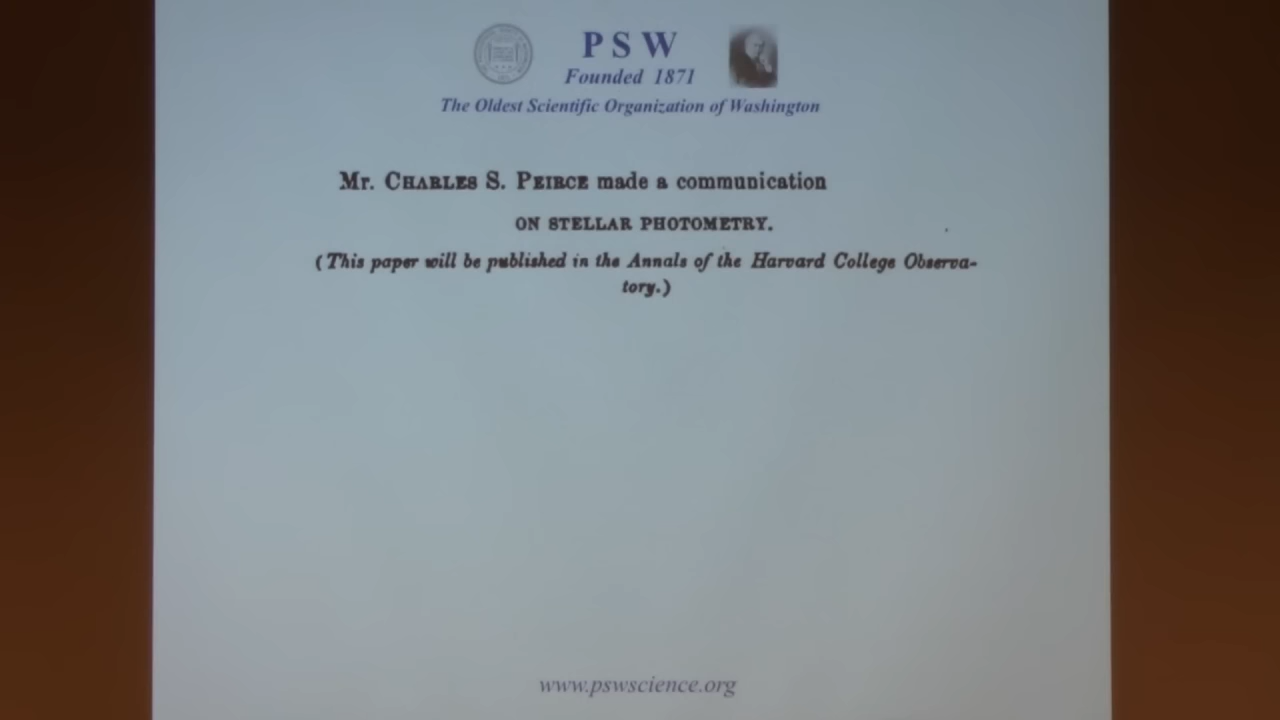 PSW
Founded 1871
The Oldest Scientific Organization of Washington
Mr. CHARLES S. PEIRCE made a communication
ON STELLAR PHOTOMETRY.
(This paper will be published in the Annals of the Harvard College Observa-
tory.)
www.pswscience.org